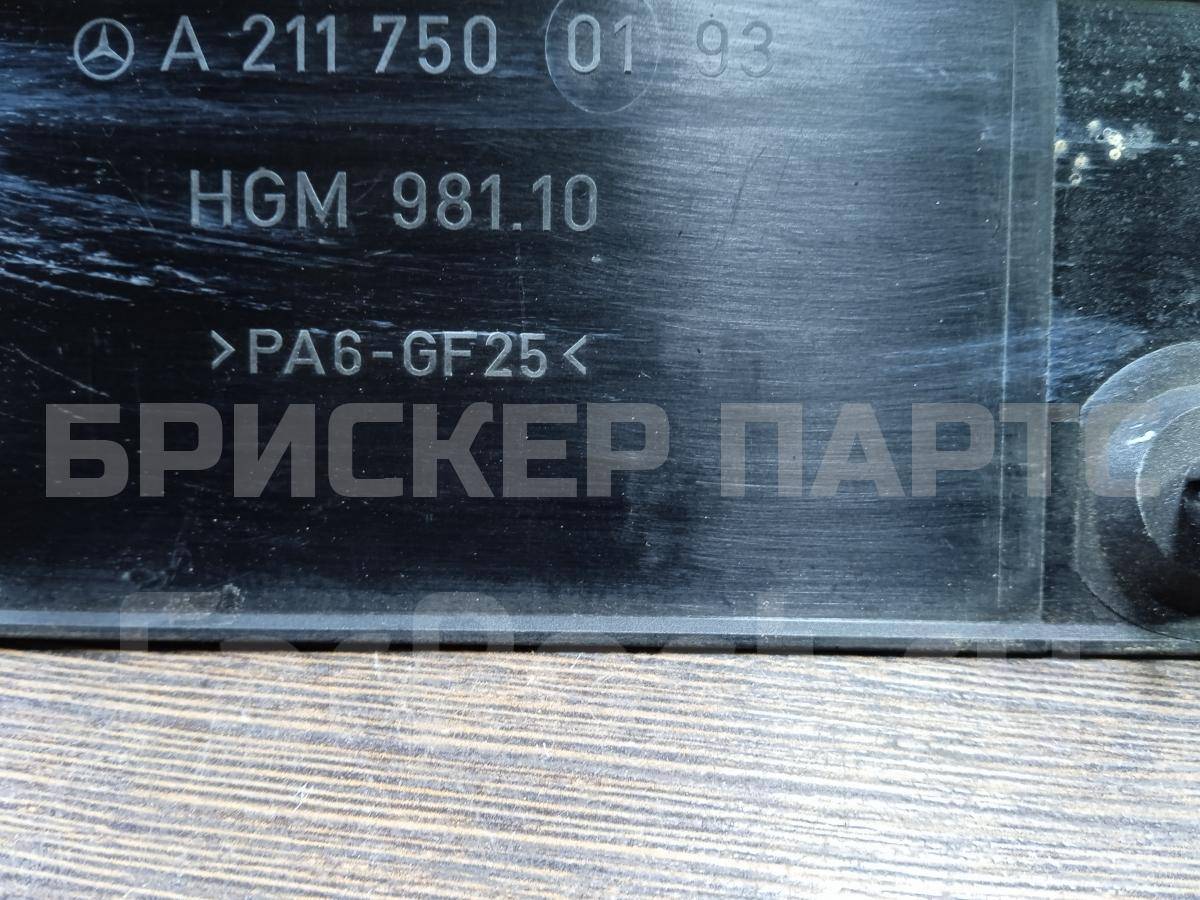 A 211 750 01 93
HGM 981.10
>PA6-GF25<
БРИСКЕР ПАРТС